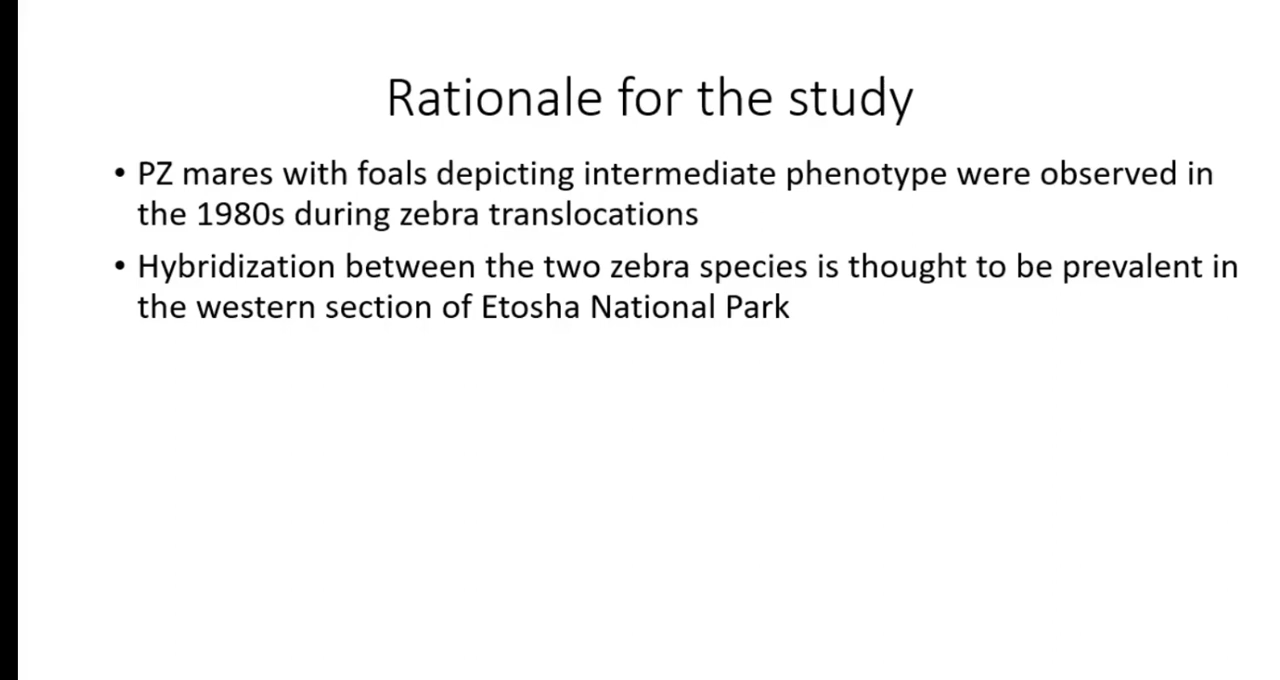 Rationale for the study
• PZ mares with foals depicting intermediate phenotype were observed in
the 1980s during zebra translocations
• Hybridization between the two zebra species is thought to be prevalent in
the western section of Etosha National Park